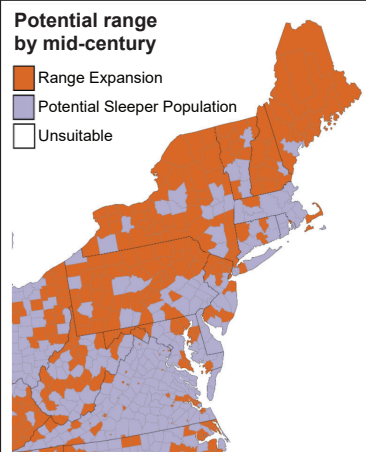 Potential range
by mid-century
Range Expansion
Potential Sleeper Population
Unsuitable